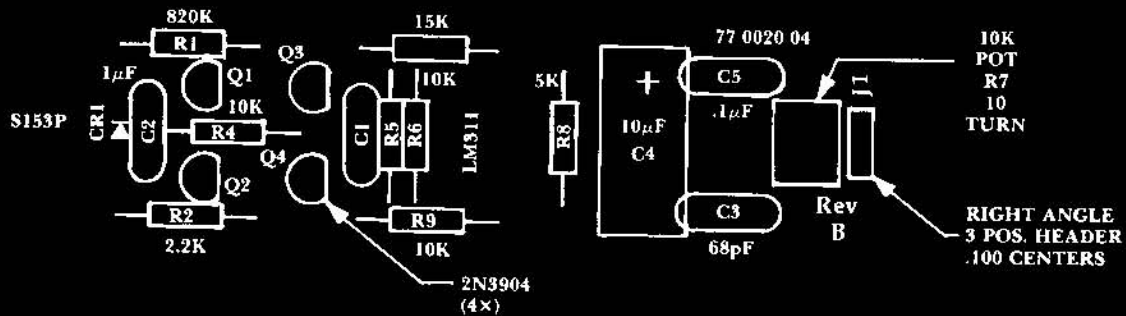 820K
R1
Q1
Q3
15K
1µF
C2
CR1
S153P
10K
R4
Q4
Q2
R2
2.2K
C1
R5
R6
10K
LM311
R9
10K
2N3904
(4×)
5K
R8
77 0020 04
+
10µF
C4
C5
.1µF
C3
68pF
Rev
B
J1
10K
POT
R7
10
TURN
RIGHT ANGLE
3 POS. HEADER
.100 CENTERS